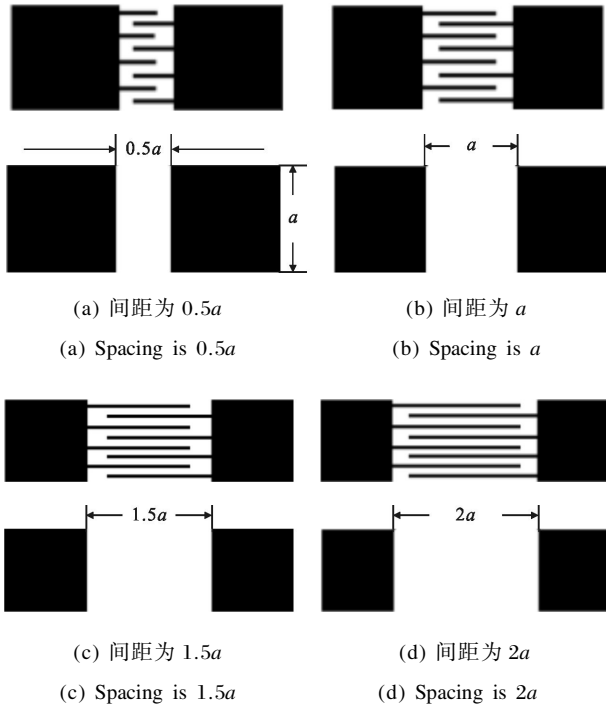 0.5a
a
a
(a) 间距为 0.5a
(a) Spacing is 0.5a
(b) 间距为 a
(b) Spacing is a
1.5a
2a
(c) 间距为 1.5a
(c) Spacing is 1.5a
(d) 间距为 2a
(d) Spacing is 2a